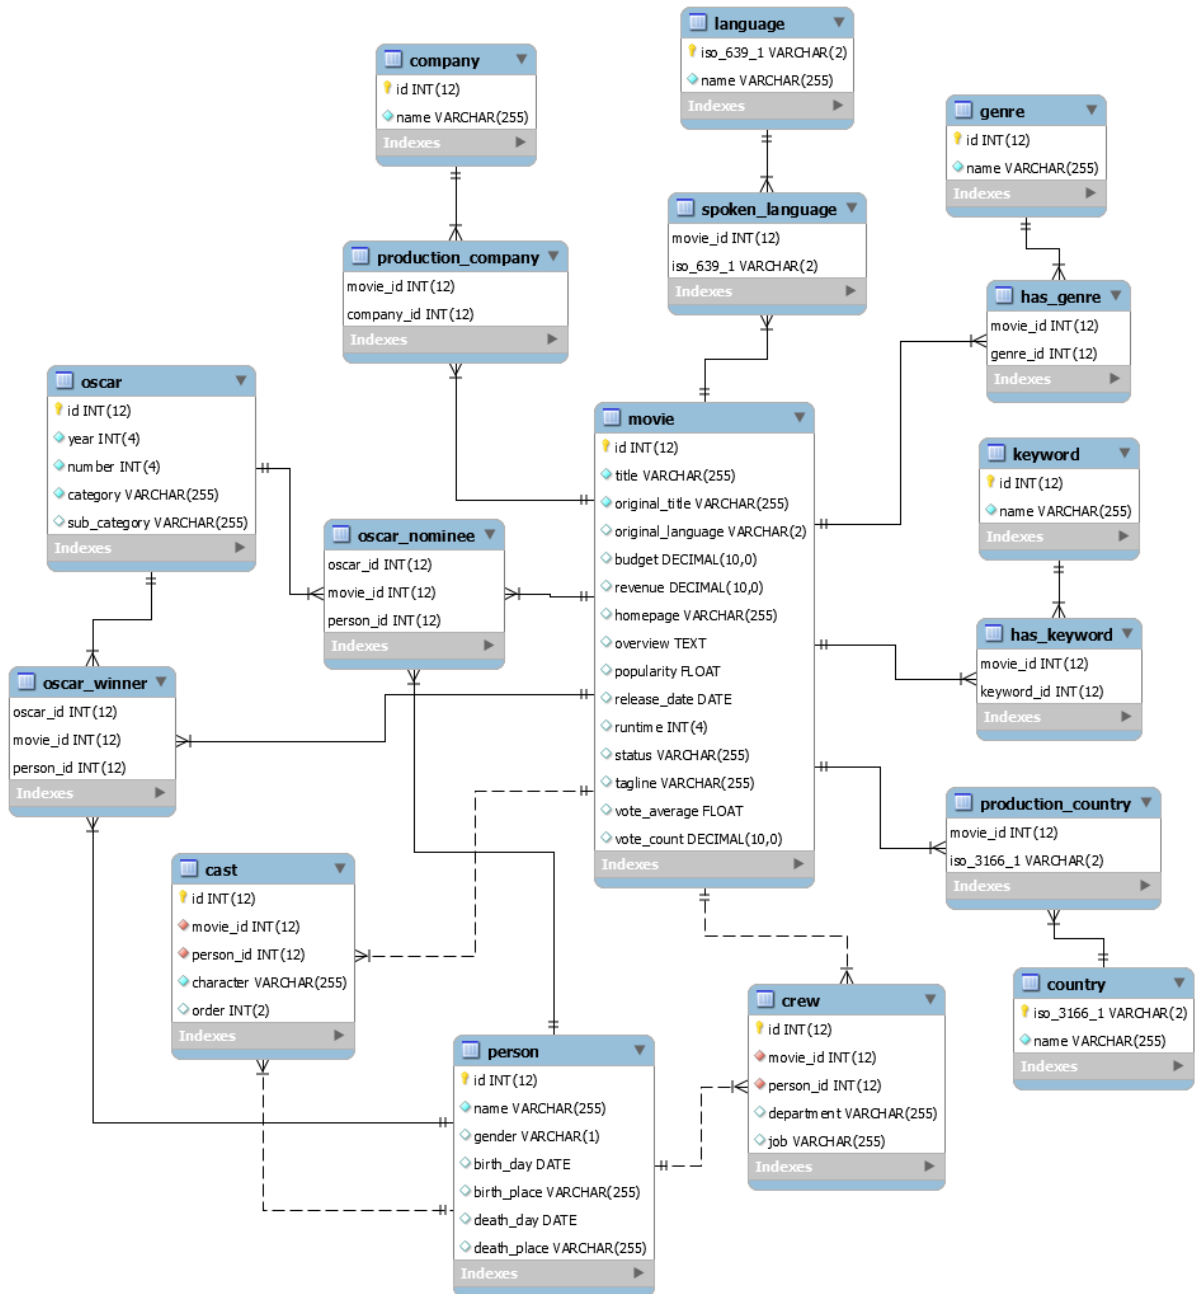 language
iso_639_1 VARCHAR(2)
name VARCHAR(255)
Indexes
company
id INT(12)
name VARCHAR(255)
Indexes
genre
id INT(12)
name VARCHAR(255)
Indexes
spoken_language
movie_id INT(12)
iso_639_1 VARCHAR(2)
Indexes
production_company
movie_id INT(12)
company_id INT(12)
Indexes
has_genre
movie_id INT(12)
genre_id INT(12)
Indexes
oscar
id INT(12)
year INT(4)
number INT(4)
category VARCHAR(255)
sub_category VARCHAR(255)
Indexes
movie
id INT(12)
title VARCHAR(255)
original_title VARCHAR(255)
original_language VARCHAR(2)
budget DECIMAL(10,0)
revenue DECIMAL(10,0)
homepage VARCHAR(255)
overview TEXT
popularity FLOAT
release_date DATE
runtime INT(4)
status VARCHAR(255)
tagline VARCHAR(255)
vote_average FLOAT
vote_count DECIMAL(10,0)
Indexes
keyword
id INT(12)
name VARCHAR(255)
Indexes
oscar_nominee
oscar_id INT(12)
movie_id INT(12)
person_id INT(12)
Indexes
has_keyword
movie_id INT(12)
keyword_id INT(12)
Indexes
oscar_winner
oscar_id INT(12)
movie_id INT(12)
person_id INT(12)
Indexes
production_country
movie_id INT(12)
iso_3166_1 VARCHAR(2)
Indexes
cast
id INT(12)
movie_id INT(12)
person_id INT(12)
character VARCHAR(255)
order INT(2)
Indexes
country
iso_3166_1 VARCHAR(2)
name VARCHAR(255)
Indexes
crew
id INT(12)
movie_id INT(12)
person_id INT(12)
department VARCHAR(255)
job VARCHAR(255)
Indexes
person
id INT(12)
name VARCHAR(255)
gender VARCHAR(1)
birth_day DATE
birth_place VARCHAR(255)
death_day DATE
death_place VARCHAR(255)
Indexes